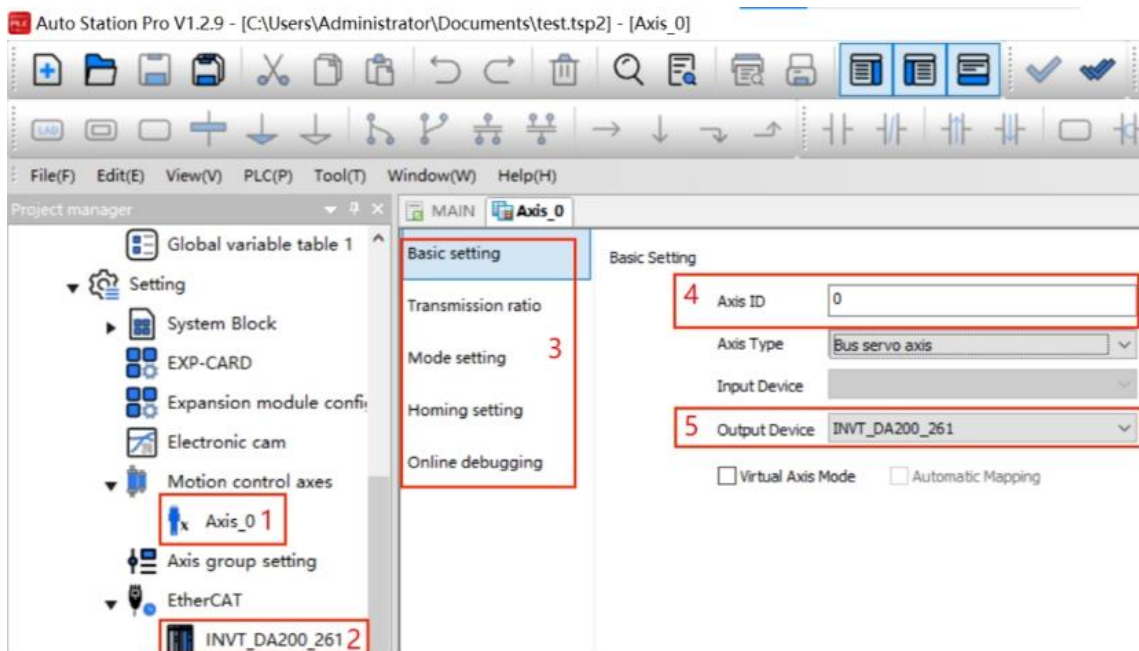 Auto Station Pro V1.2.9 - [C:\Users\Administrator\Documents\test.tsp2] - [Axis_0]
LAD
File(F) Edit(E) View(V) PLC(P) Tool(T) Window(W) Help(H)
Project manager
MAIN Axis_0
Global variable table 1
Setting
System Block
EXP-CARD
Expansion module confi
Electronic cam
Motion control axes
Axis_0 1
Axis group setting
EtherCAT
INVT_DA200_261 2
Basic setting
Transmission ratio
Mode setting
3
Homing setting
Online debugging
Basic Setting
4 Axis ID 0
Axis Type Bus servo axis
Input Device
5 Output Device INVT_DA200_261
Virtual Axis Mode Automatic Mapping